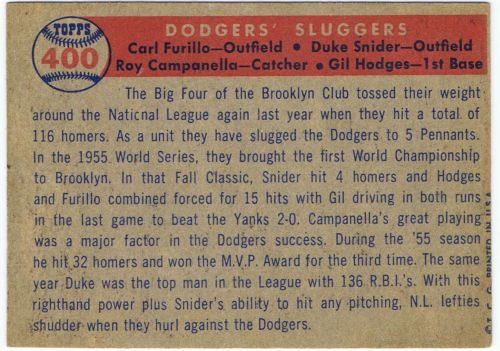 TOPPS
400
DODGERS' SLUGGERS
Carl Furillo—Outfield • Duke Snider—Outfield
Roy Campanella—Catcher • Gil Hodges—1st Base
The Big Four of the Brooklyn Club tossed their weight
around the National League again last year when they hit a total of
116 homers. As a unit they have slugged the Dodgers to 5 Pennants.
In the 1955 World Series, they brought the first World Championship
to Brooklyn. In that Fall Classic, Snider hit 4 homers and Hodges
and Furillo combined forced for 15 hits with Gil driving in both runs
in the last game to beat the Yanks 2-0. Campanella's great playing
was a major factor in the Dodgers success. During the '55 season
he hit 32 homers and won the M.V.P. Award for the third time. The same
year Duke was the top man in the League with 136 R.B.I.'s. With this
righthand power plus Snider's ability to hit any pitching, N.L. lefties
shudder when they hurl against the Dodgers.
© T. C. G. PRINTED IN U.S.A.